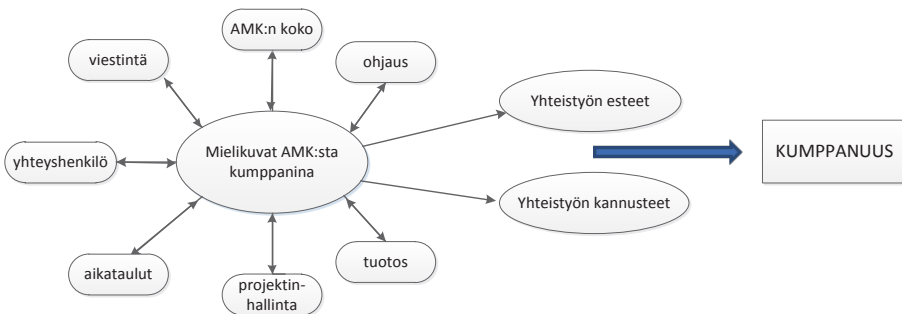 AMK:n koko
viestintä
ohjaus
Yhteistyön esteet
yhteyshenkilö
Mielikuvat AMK:sta
kumppanina
KUMPPANUUS
Yhteistyön kannusteet
aikataulut
projektin-
hallinta
tuotos